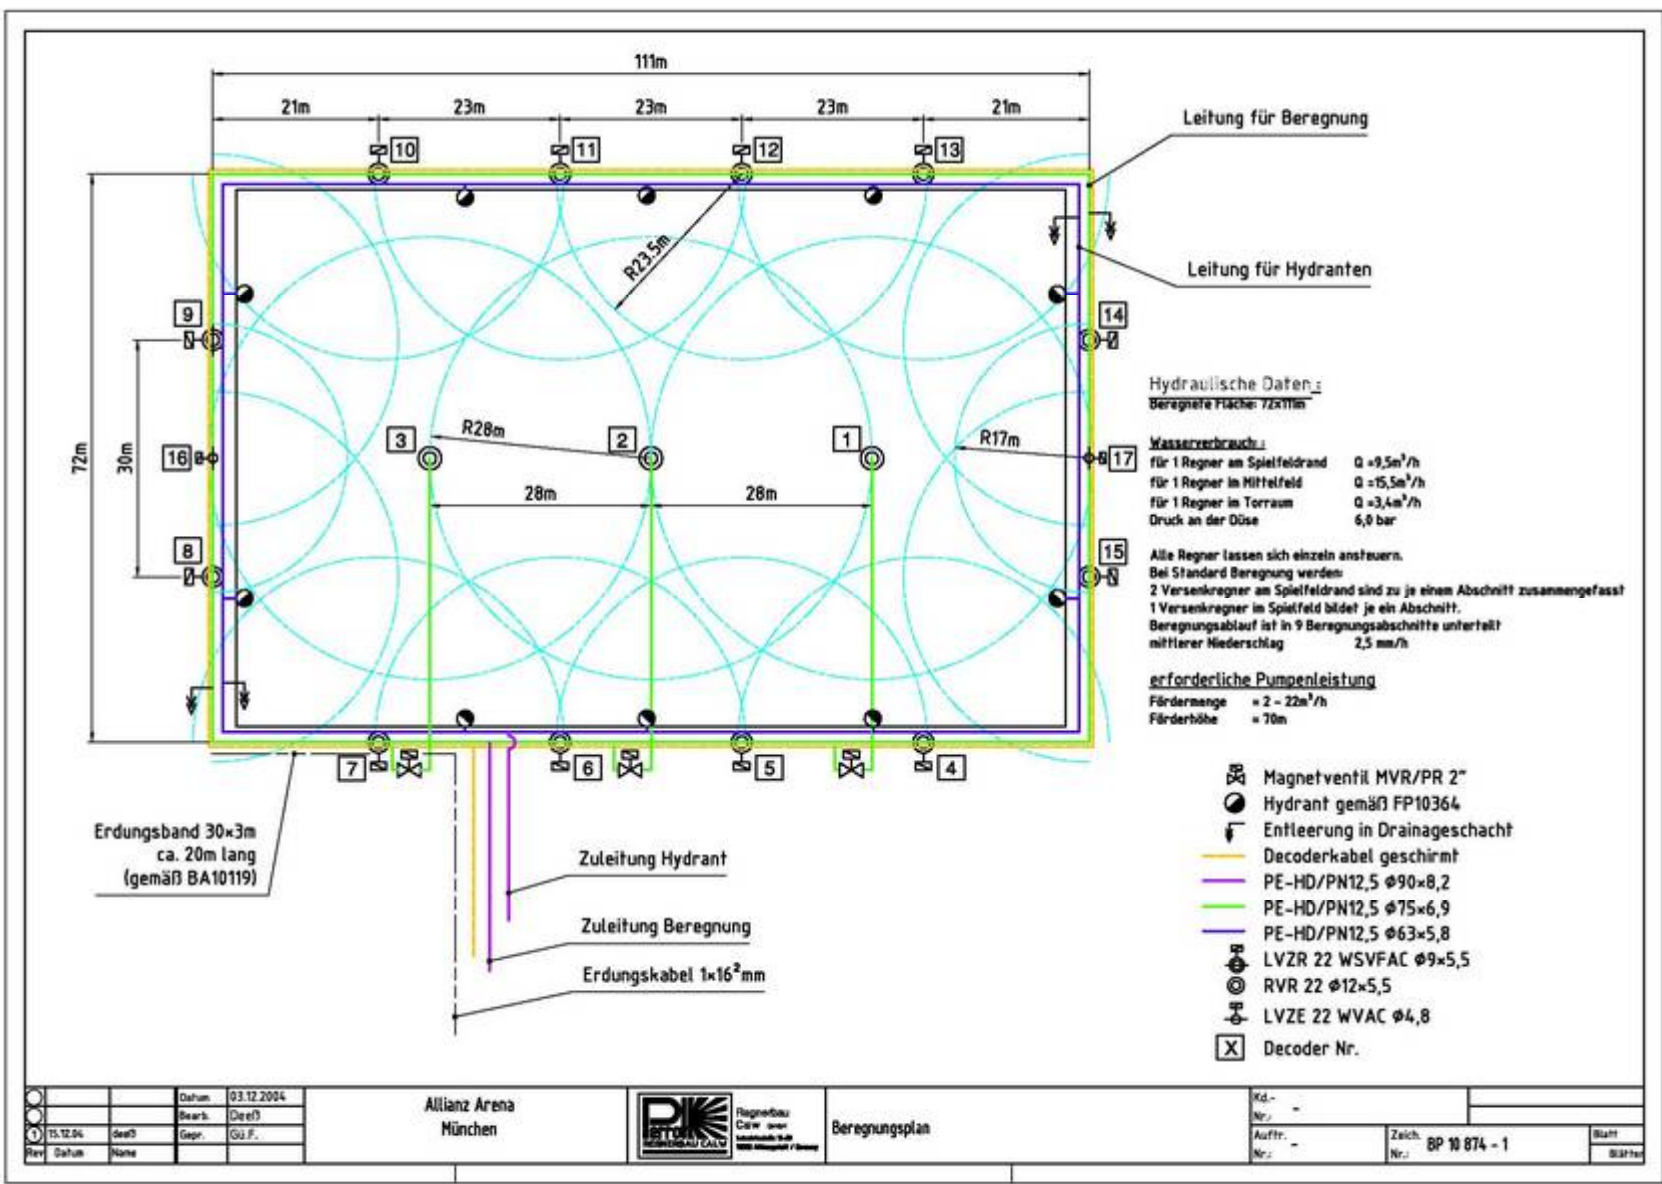 111m
21m
23m
23m
23m
21m
10
11
12
13
Leitung für Beregnung
R23.5m
Leitung für Hydranten
9
14
72m
30m
16
3
R28m
2
1
R17m
17
28m
28m
8
15
7
6
5
4
Hydraulische Daten:
Beregnete Fläche: 72x111m
Wasserverbrauch:
für 1 Regner am Spielfeldrand Q =9,5m³/h
für 1 Regner im Mittelfeld Q =15,5m³/h
für 1 Regner im Torraum Q =3,4m³/h
Druck an der Düse 6,0 bar
Alle Regner lassen sich einzeln ansteuern.
Bei Standard Beregnung werden:
2 Versenkregner am Spielfeldrand sind zu je einem Abschnitt zusammengefasst
1 Versenkregner im Spielfeld bildet je ein Abschnitt.
Beregnungsablauf ist in 9 Beregnungsabschnitte unterteilt
mittlerer Niederschlag 2,5 mm/h
erforderliche Pumpenleistung
Fördermenge = 2 - 22m³/h
Förderhöhe = 70m
Erdungsband 30x3m
ca. 20m lang
(gemäß BA10119)
Zuleitung Hydrant
Zuleitung Beregnung
Erdungskabel 1x16²mm
Magnetventil MVR/PR 2"
Hydrant gemäß FP10364
Entleerung in Drainageschacht
Decoderkabel geschirmt
PE-HD/PN12,5 Ø90x8,2
PE-HD/PN12,5 Ø75x6,9
PE-HD/PN12,5 Ø63x5,8
LVZR 22 WSVFAC Ø9x5,5
RVR 22 Ø12x5,5
LVZE 22 WVAC Ø4,8
X Decoder Nr.
Datum 03.12.2004
Bearb. Deeß
1 15.12.04 deeß Gepr. Gü.F.
Rev Datum Name
Allianz Arena
München
Perrot
REGNERBAU CALW
Regnerbau
Calw GmbH
Beregnungsplan
Kd.-
Nr.: -
Auftr.
Nr.: -
Zeich.
Nr.: BP 10 874 - 1
Blatt
Blätter